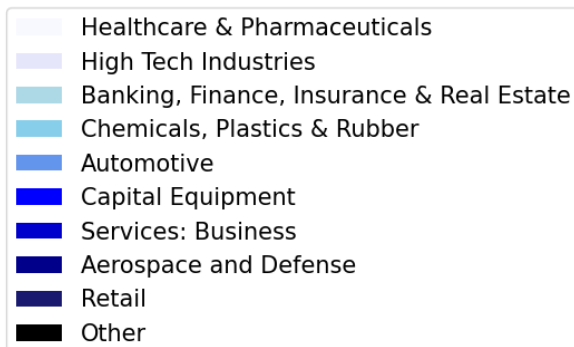 Healthcare & Pharmaceuticals
High Tech Industries
Banking, Finance, Insurance & Real Estate
Chemicals, Plastics & Rubber
Automotive
Capital Equipment
Services: Business
Aerospace and Defense
Retail
Other